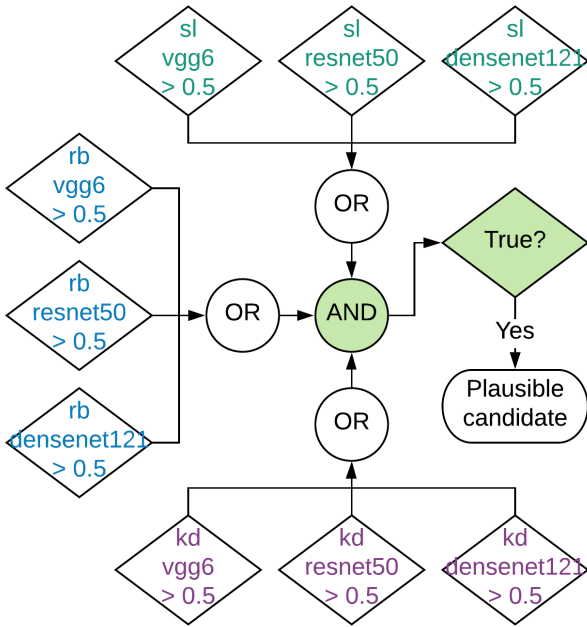 sl
vgg6
> 0.5
sl
resnet50
> 0.5
sl
densenet121
> 0.5
rb
vgg6
> 0.5
OR
True?
rb
resnet50
> 0.5
OR
AND
Yes
rb
densenet121
> 0.5
OR
Plausible
candidate
kd
vgg6
> 0.5
kd
resnet50
> 0.5
kd
densenet121
> 0.5